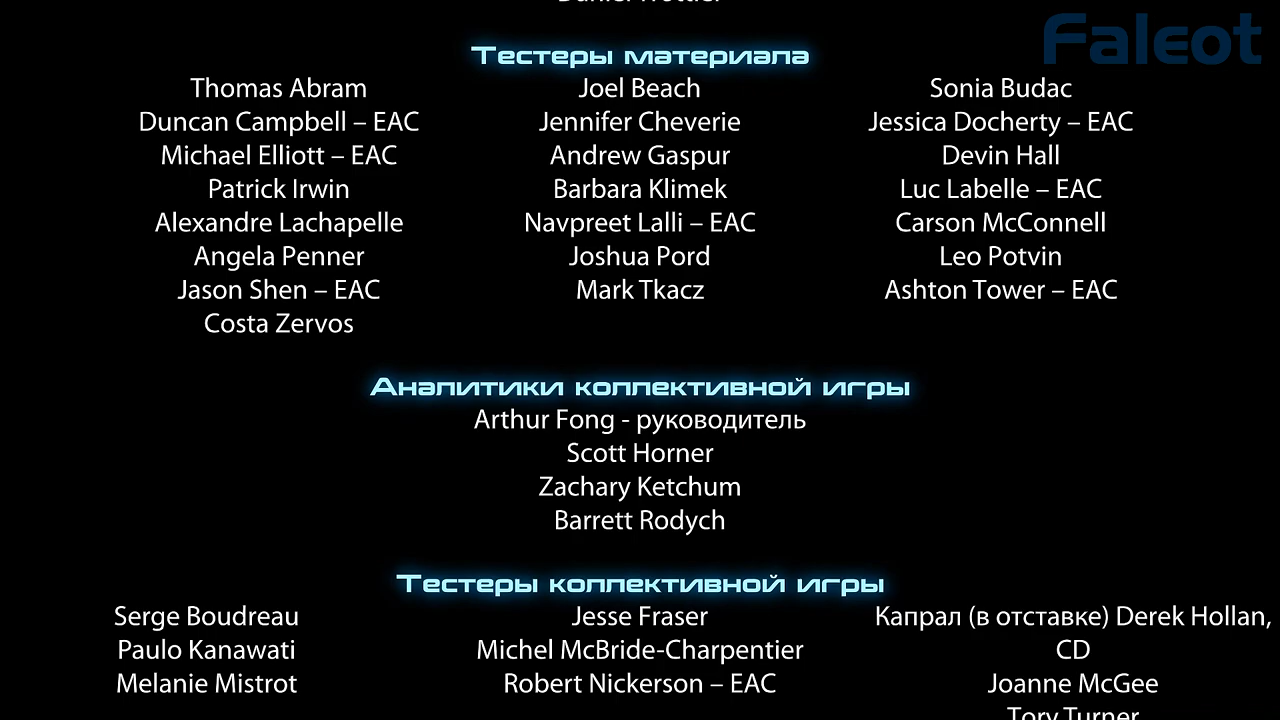 Falcot
Тестеры материала
Thomas Abram Joel Beach Sonia Budac
Duncan Campbell – EAC Jennifer Cheverie Jessica Docherty – EAC
Michael Elliott – EAC Andrew Gaspur Devin Hall
Patrick Irwin Barbara Klimek Luc Labelle – EAC
Alexandre Lachapelle Navpreet Lalli – EAC Carson McConnell
Angela Penner Joshua Pord Leo Potvin
Jason Shen – EAC Mark Tkacz Ashton Tower – EAC
Costa Zervos
Аналитики коллективной игры
Arthur Fong - руководитель
Scott Horner
Zachary Ketchum
Barrett Rodych
Тестеры коллективной игры
Serge Boudreau Jesse Fraser Капрал (в отставке) Derek Hollan,
Paulo Kanawati Michel McBride-Charpentier CD
Melanie Mistrot Robert Nickerson – EAC Joanne McGee
Tory Turner